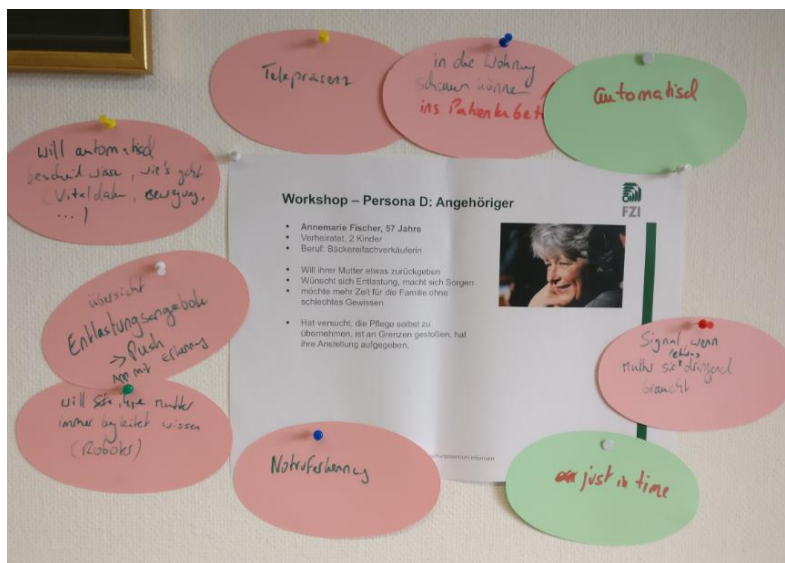 Telepräsenz
in die Wohnung
schauen können
ins Patientenbett
automatisch
will automatisch
bescheid wissen, wie's geht
(Vitaldaten, Bewegung,
...)
Workshop – Persona D: Angehöriger
FZI
Annemarie Fischer, 57 Jahre
Verheiratet, 2 Kinder
Beruf: Bäckereifachverkäuferin
Will ihrer Mutter etwas zurückgeben
Wünscht sich Entlastung, macht sich Sorgen
möchte mehr Zeit für die Familie ohne
schlechtes Gewissen
Hat versucht, die Pflege selbst zu
übernehmen, ist an Grenzen gestoßen, hat
ihre Anstellung aufgegeben.
Übersicht
Entlastungsangebote
→ Push
App mit Erkennung
Signal, wenn
Mutter sie dringend
braucht
will ihre Mutter
immer begleitet wissen
(Roboter)
Notruferkennung
just in time